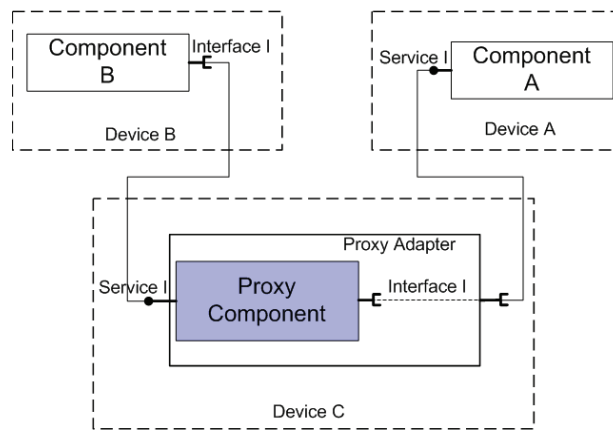 Component
B
Interface I
Device B
Service I
Component
A
Device A
Proxy Adapter
Service I
Proxy
Component
Interface I
Device C